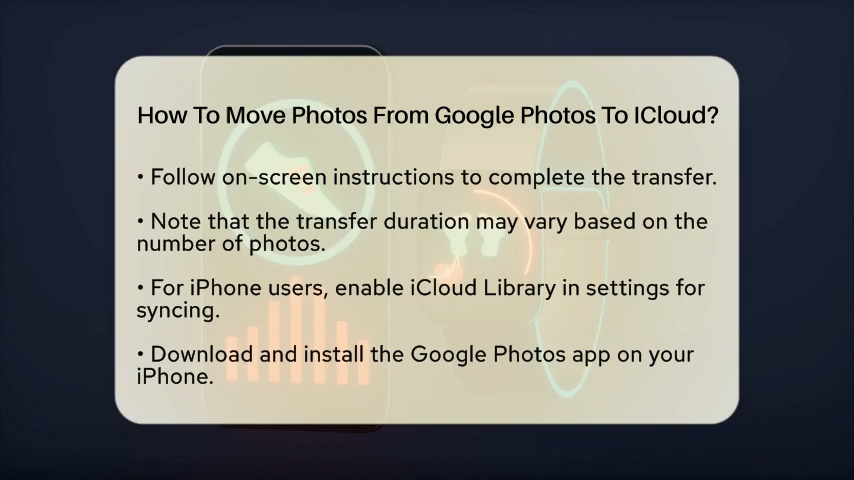 How To Move Photos From Google Photos To ICloud?
• Follow on-screen instructions to complete the transfer.
• Note that the transfer duration may vary based on the
number of photos.
• For iPhone users, enable iCloud Library in settings for
syncing.
• Download and install the Google Photos app on your
iPhone.